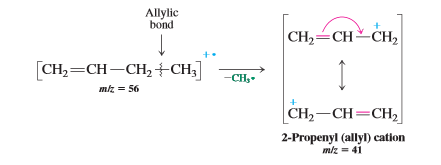 Allylic
bond
[CH₂=CH—CH₂⸾CH₃]⁺•
m/z = 56
−CH₃•
CH₂=CH—CH₂
+
+
CH₂—CH=CH₂
2-Propenyl (allyl) cation
m/z = 41